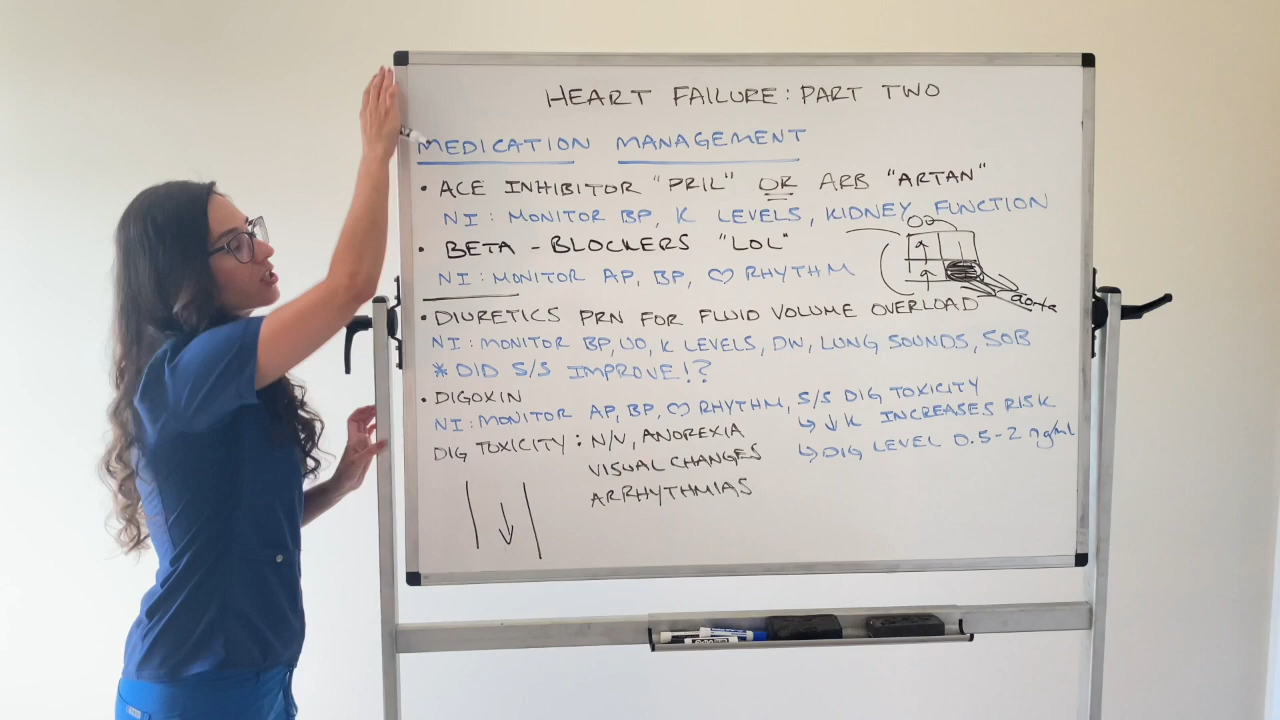 HEART FAILURE: PART TWO
MEDICATION MANAGEMENT
• ACE INHIBITOR "PRIL" OR ARB "ARTAN"
NI: MONITOR BP, K LEVELS, KIDNEY FUNCTION
• BETA-BLOCKERS "LOL"
NI: MONITOR AP, BP, ♡ RHYTHM
O2
aorta
• DIURETICS PRN FOR FLUID VOLUME OVERLOAD
NI: MONITOR BP, UO, K LEVELS, DW, LUNG SOUNDS, SOB
* DID S/S IMPROVE!?
• DIGOXIN
NI: MONITOR AP, BP, ♡ RHYTHM, S/S DIG TOXICITY
↳ ↓K INCREASES RISK
↳ DIG LEVEL 0.5-2 ng/ml
DIG TOXICITY: N/V, ANOREXIA
VISUAL CHANGES
ARRHYTHMIAS